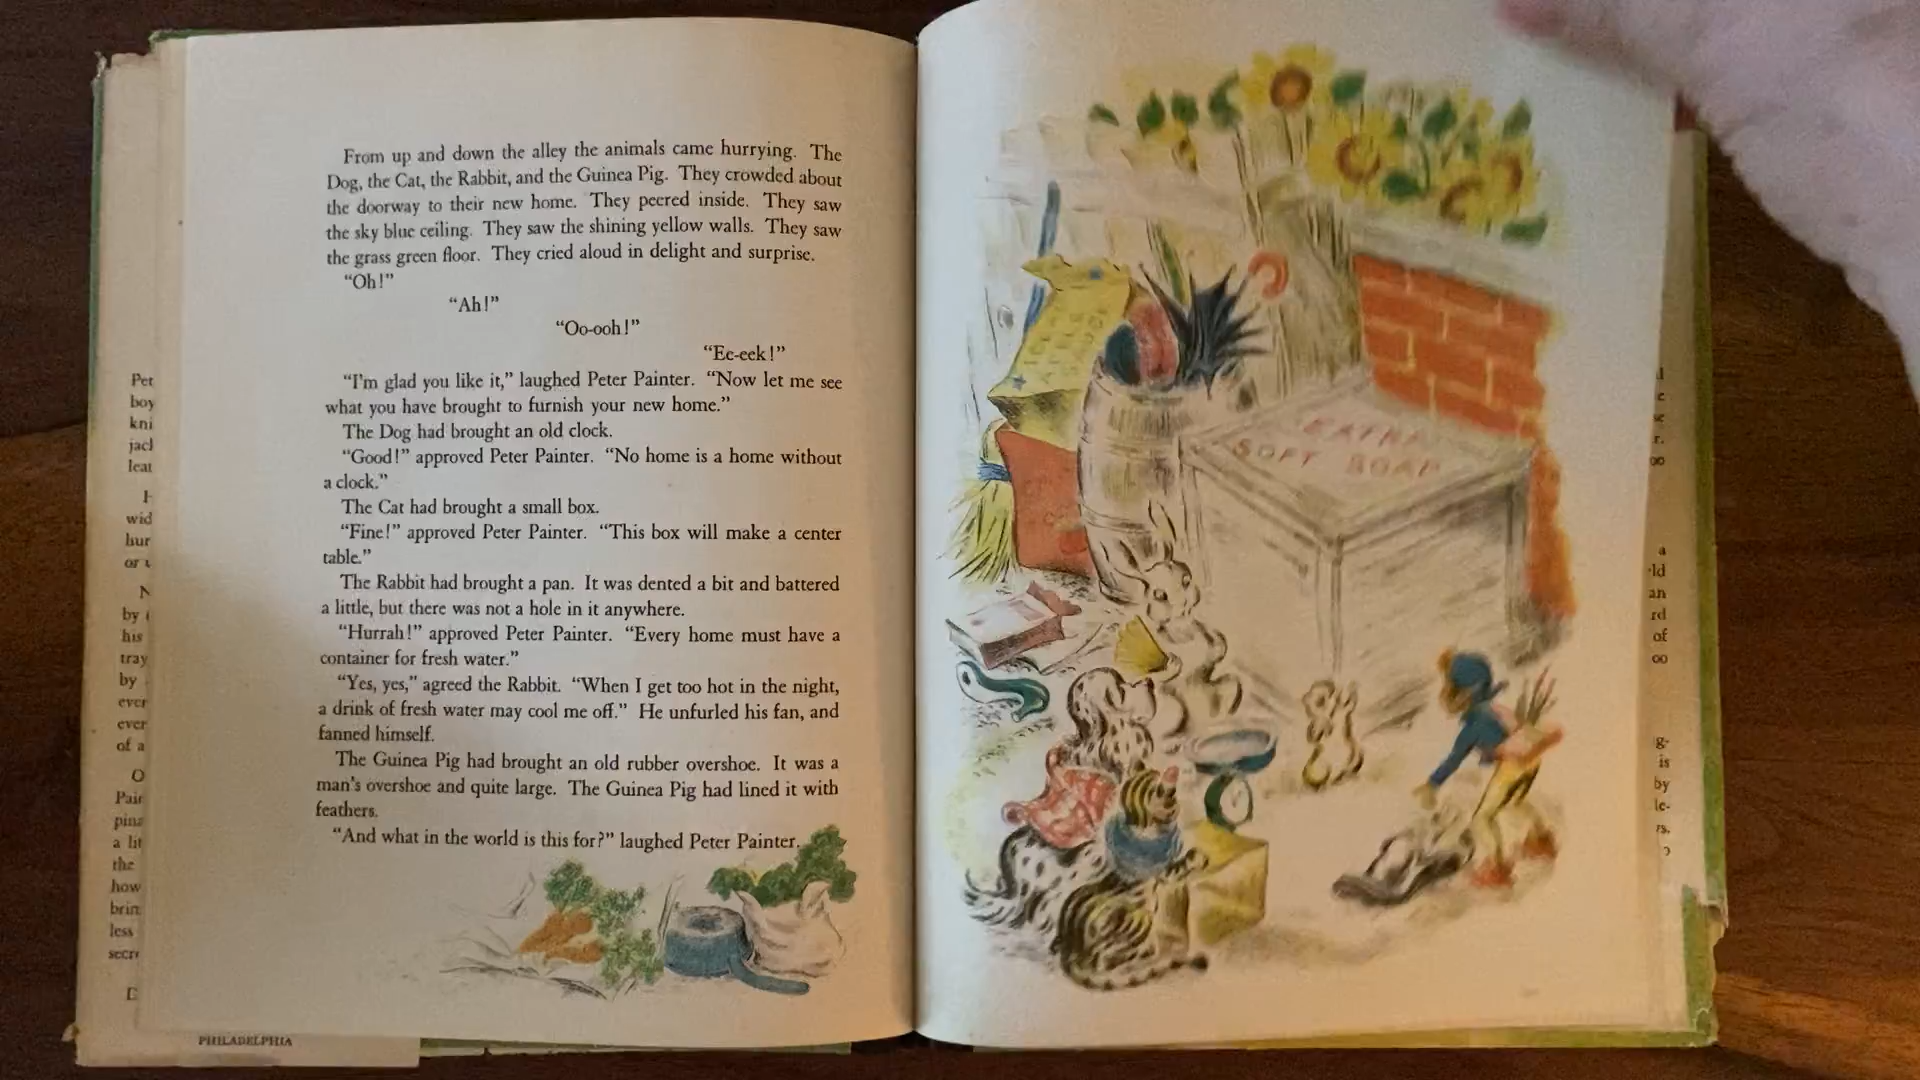 From up and down the alley the animals came hurrying. The
Dog, the Cat, the Rabbit, and the Guinea Pig. They crowded about
the doorway to their new home. They peered inside. They saw
the sky blue ceiling. They saw the shining yellow walls. They saw
the grass green floor. They cried aloud in delight and surprise.
“Oh!”
“Ah!”
“Oo-ooh!”
“Ee-eek!”
“I'm glad you like it,” laughed Peter Painter. “Now let me see
what you have brought to furnish your new home.”
The Dog had brought an old clock.
“Good!” approved Peter Painter. “No home is a home without
a clock.”
The Cat had brought a small box.
“Fine!” approved Peter Painter. “This box will make a center
table.”
The Rabbit had brought a pan. It was dented a bit and battered
a little, but there was not a hole in it anywhere.
“Hurrah!” approved Peter Painter. “Every home must have a
container for fresh water.”
“Yes, yes,” agreed the Rabbit. “When I get too hot in the night,
a drink of fresh water may cool me off.” He unfurled his fan, and
fanned himself.
The Guinea Pig had brought an old rubber overshoe. It was a
man's overshoe and quite large. The Guinea Pig had lined it with
feathers.
“And what in the world is this for?” laughed Peter Painter.
PHILADELPHIA
EXTRA
SOFT SOAP